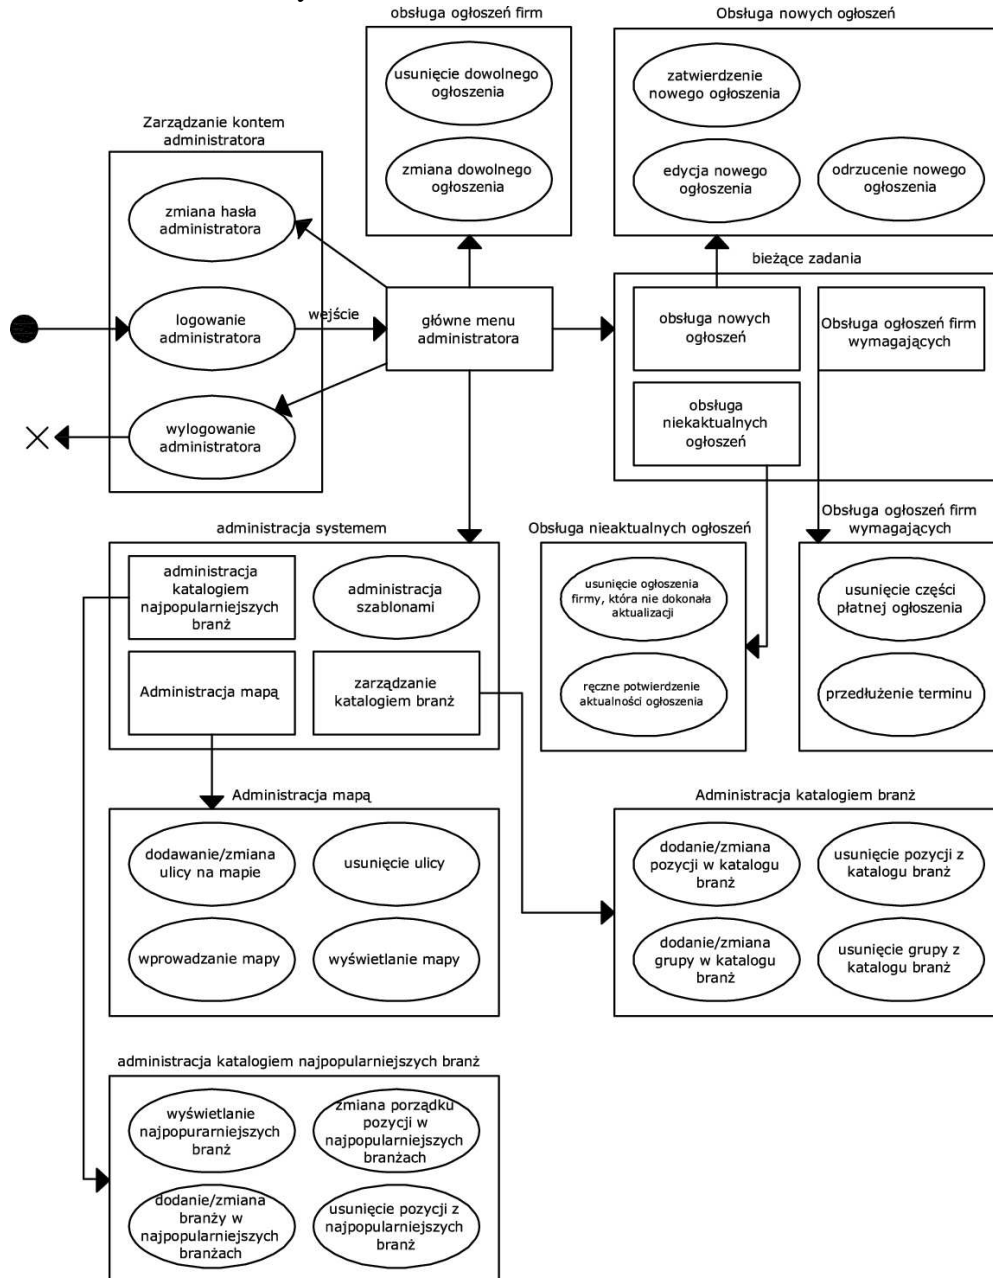 obsługa ogłoszeń firm
usunięcie dowolnego
ogłoszenia
zmiana dowolnego
ogłoszenia
Obsługa nowych ogłoszeń
zatwierdzenie
nowego ogłoszenia
edycja nowego
ogłoszenia
odrzucenie nowego
ogłoszenia
Zarządzanie kontem
administratora
zmiana hasła
administratora
logowanie
administratora
wylogowanie
administratora
wejście
główne menu
administratora
bieżące zadania
obsługa nowych
ogłoszeń
Obsługa ogłoszeń firm
wymagających
obsługa
niekaktualnych
ogłoszeń
administracja systemem
administracja
katalogiem
najpopularniejszych
branż
administracja
szablonami
Administracja mapą
zarządzanie
katalogiem branż
Obsługa nieaktualnych ogłoszeń
usunięcie ogłoszenia
firmy, która nie dokonała
aktualizacji
ręczne potwierdzenie
aktualności ogłoszenia
Obsługa ogłoszeń firm
wymagających
usunięcie części
płatnej ogłoszenia
przedłużenie terminu
Administracja mapą
dodawanie/zmiana
ulicy na mapie
usunięcie ulicy
wprowadzanie mapy
wyświetlanie mapy
Administracja katalogiem branż
dodanie/zmiana
pozycji w katalogu
branż
usunięcie pozycji z
katalogu branż
dodanie/zmiana
grupy w katalogu
branż
usunięcie grupy z
katalogu branż
administracja katalogiem najpopularniejszych branż
wyświetlanie
najpopurarniejszych
branż
zmiana porządku
pozycji w
najpopularniejszych
branżach
dodanie/zmiana
branży w
najpopularniejszych
branżach
usunięcie pozycji z
najpopularniejszych
branż